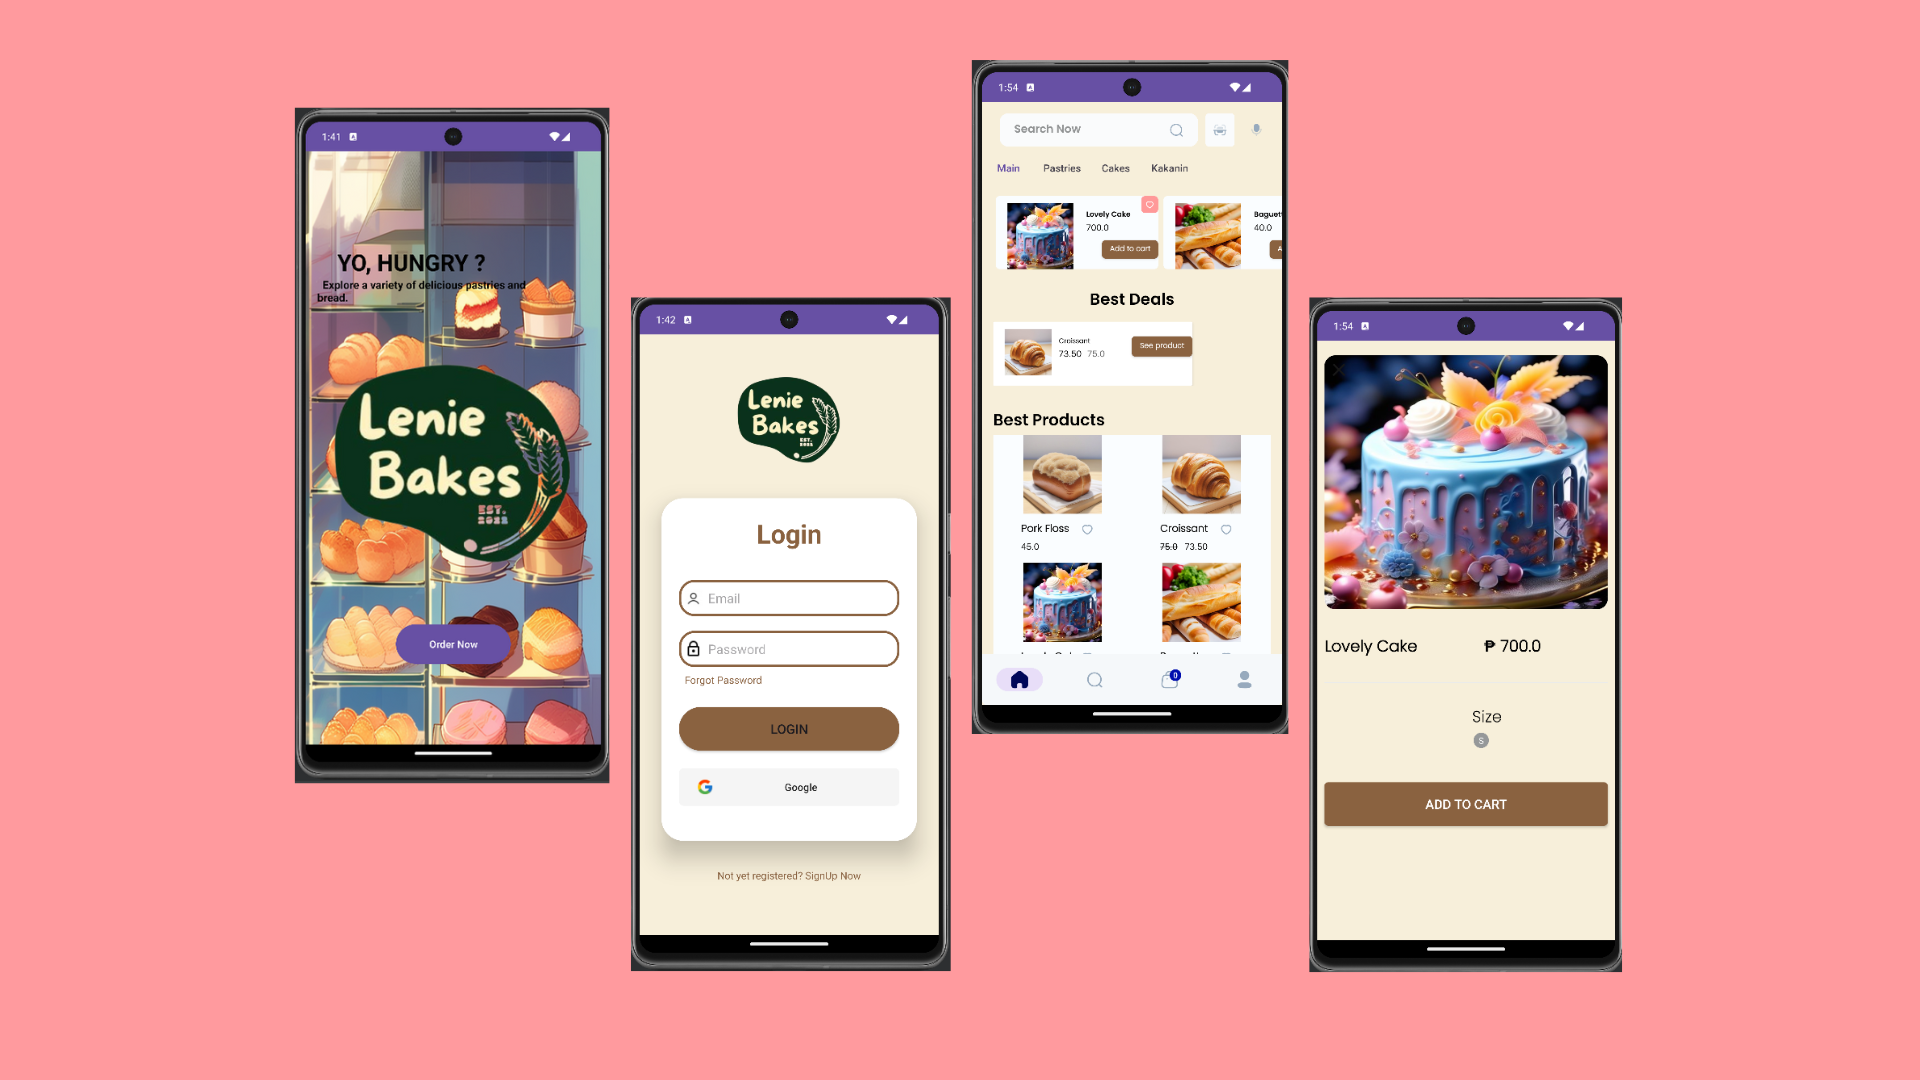 1:41
YO, HUNGRY ?
Explore a variety of delicious pastries and
bread.
Lenie
Bakes
EST.
2022
Order Now
1:42
Lenie
Bakes
EST.
2022
Login
Email
Password
Forgot Password
LOGIN
Google
Not yet registered? SignUp Now
1:54
Search Now
Main Pastries Cakes Kakanin
Lovely Cake
700.0
Add to cart
40.0
A
Best Deals
Croissant
73.50 75.0
See product
Best Products
Pork Floss
45.0
Croissant
75.0 73.50
0
1:54
Lovely Cake ₱ 700.0
Size
S
ADD TO CART